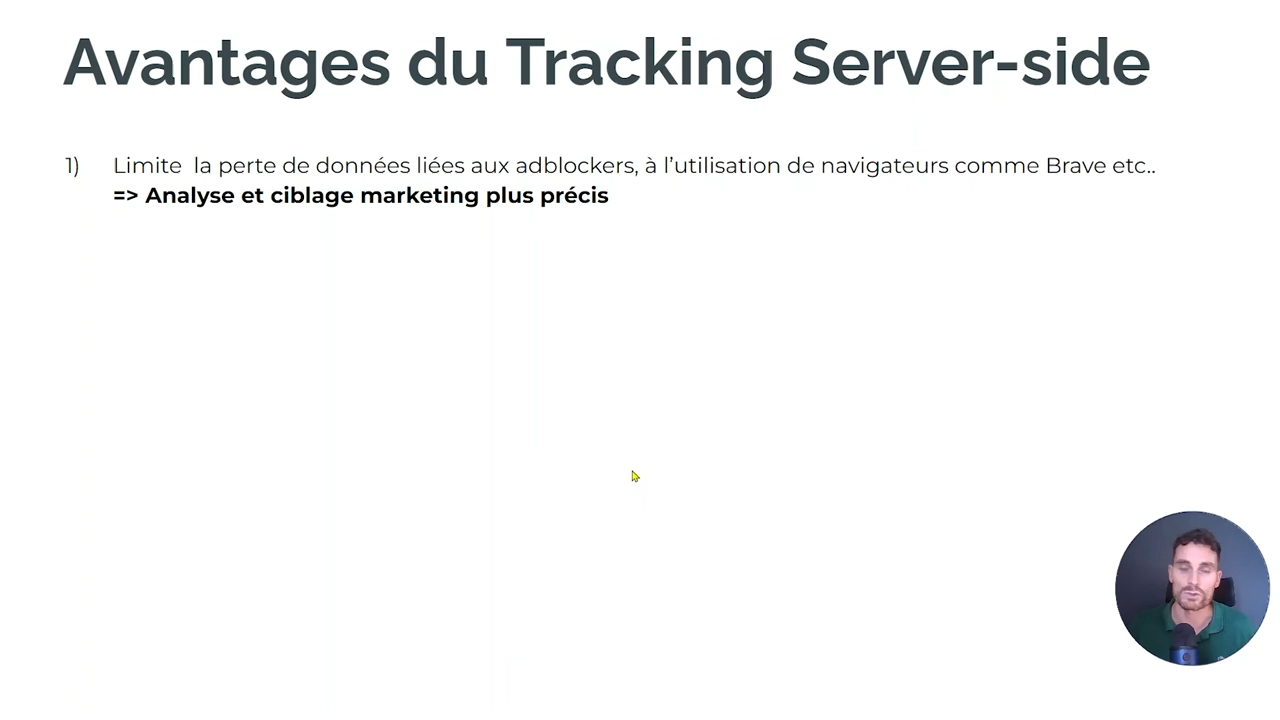 Avantages du Tracking Server-side
1) Limite la perte de données liées aux adblockers, à l’utilisation de navigateurs comme Brave etc..
=> Analyse et ciblage marketing plus précis